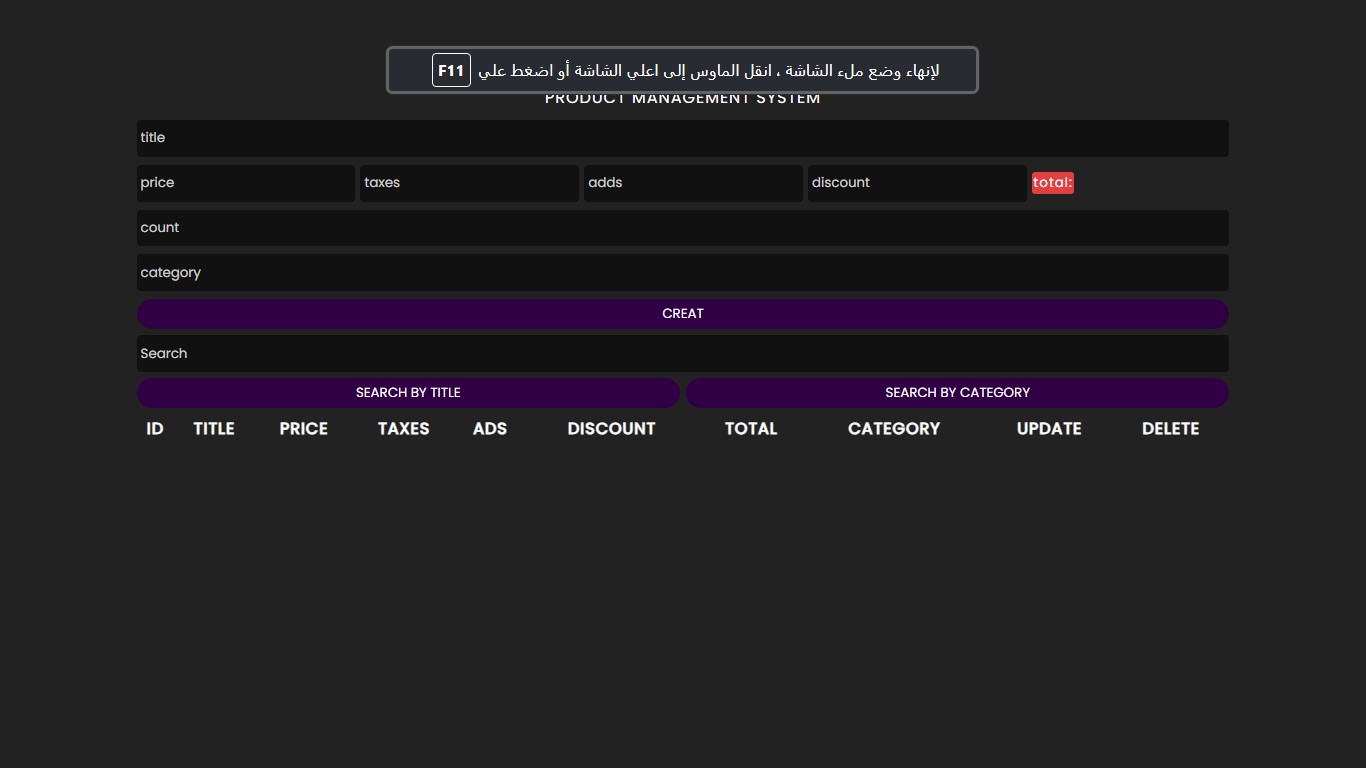 لإنهاء وضع ملء الشاشة ، انقل الماوس إلى اعلي الشاشة أو اضغط علي F11
PRODUCT MANAGEMENT SYSTEM
title
price taxes adds discount total:
count
category
CREAT
Search
SEARCH BY TITLE SEARCH BY CATEGORY
ID TITLE PRICE TAXES ADS DISCOUNT TOTAL CATEGORY UPDATE DELETE